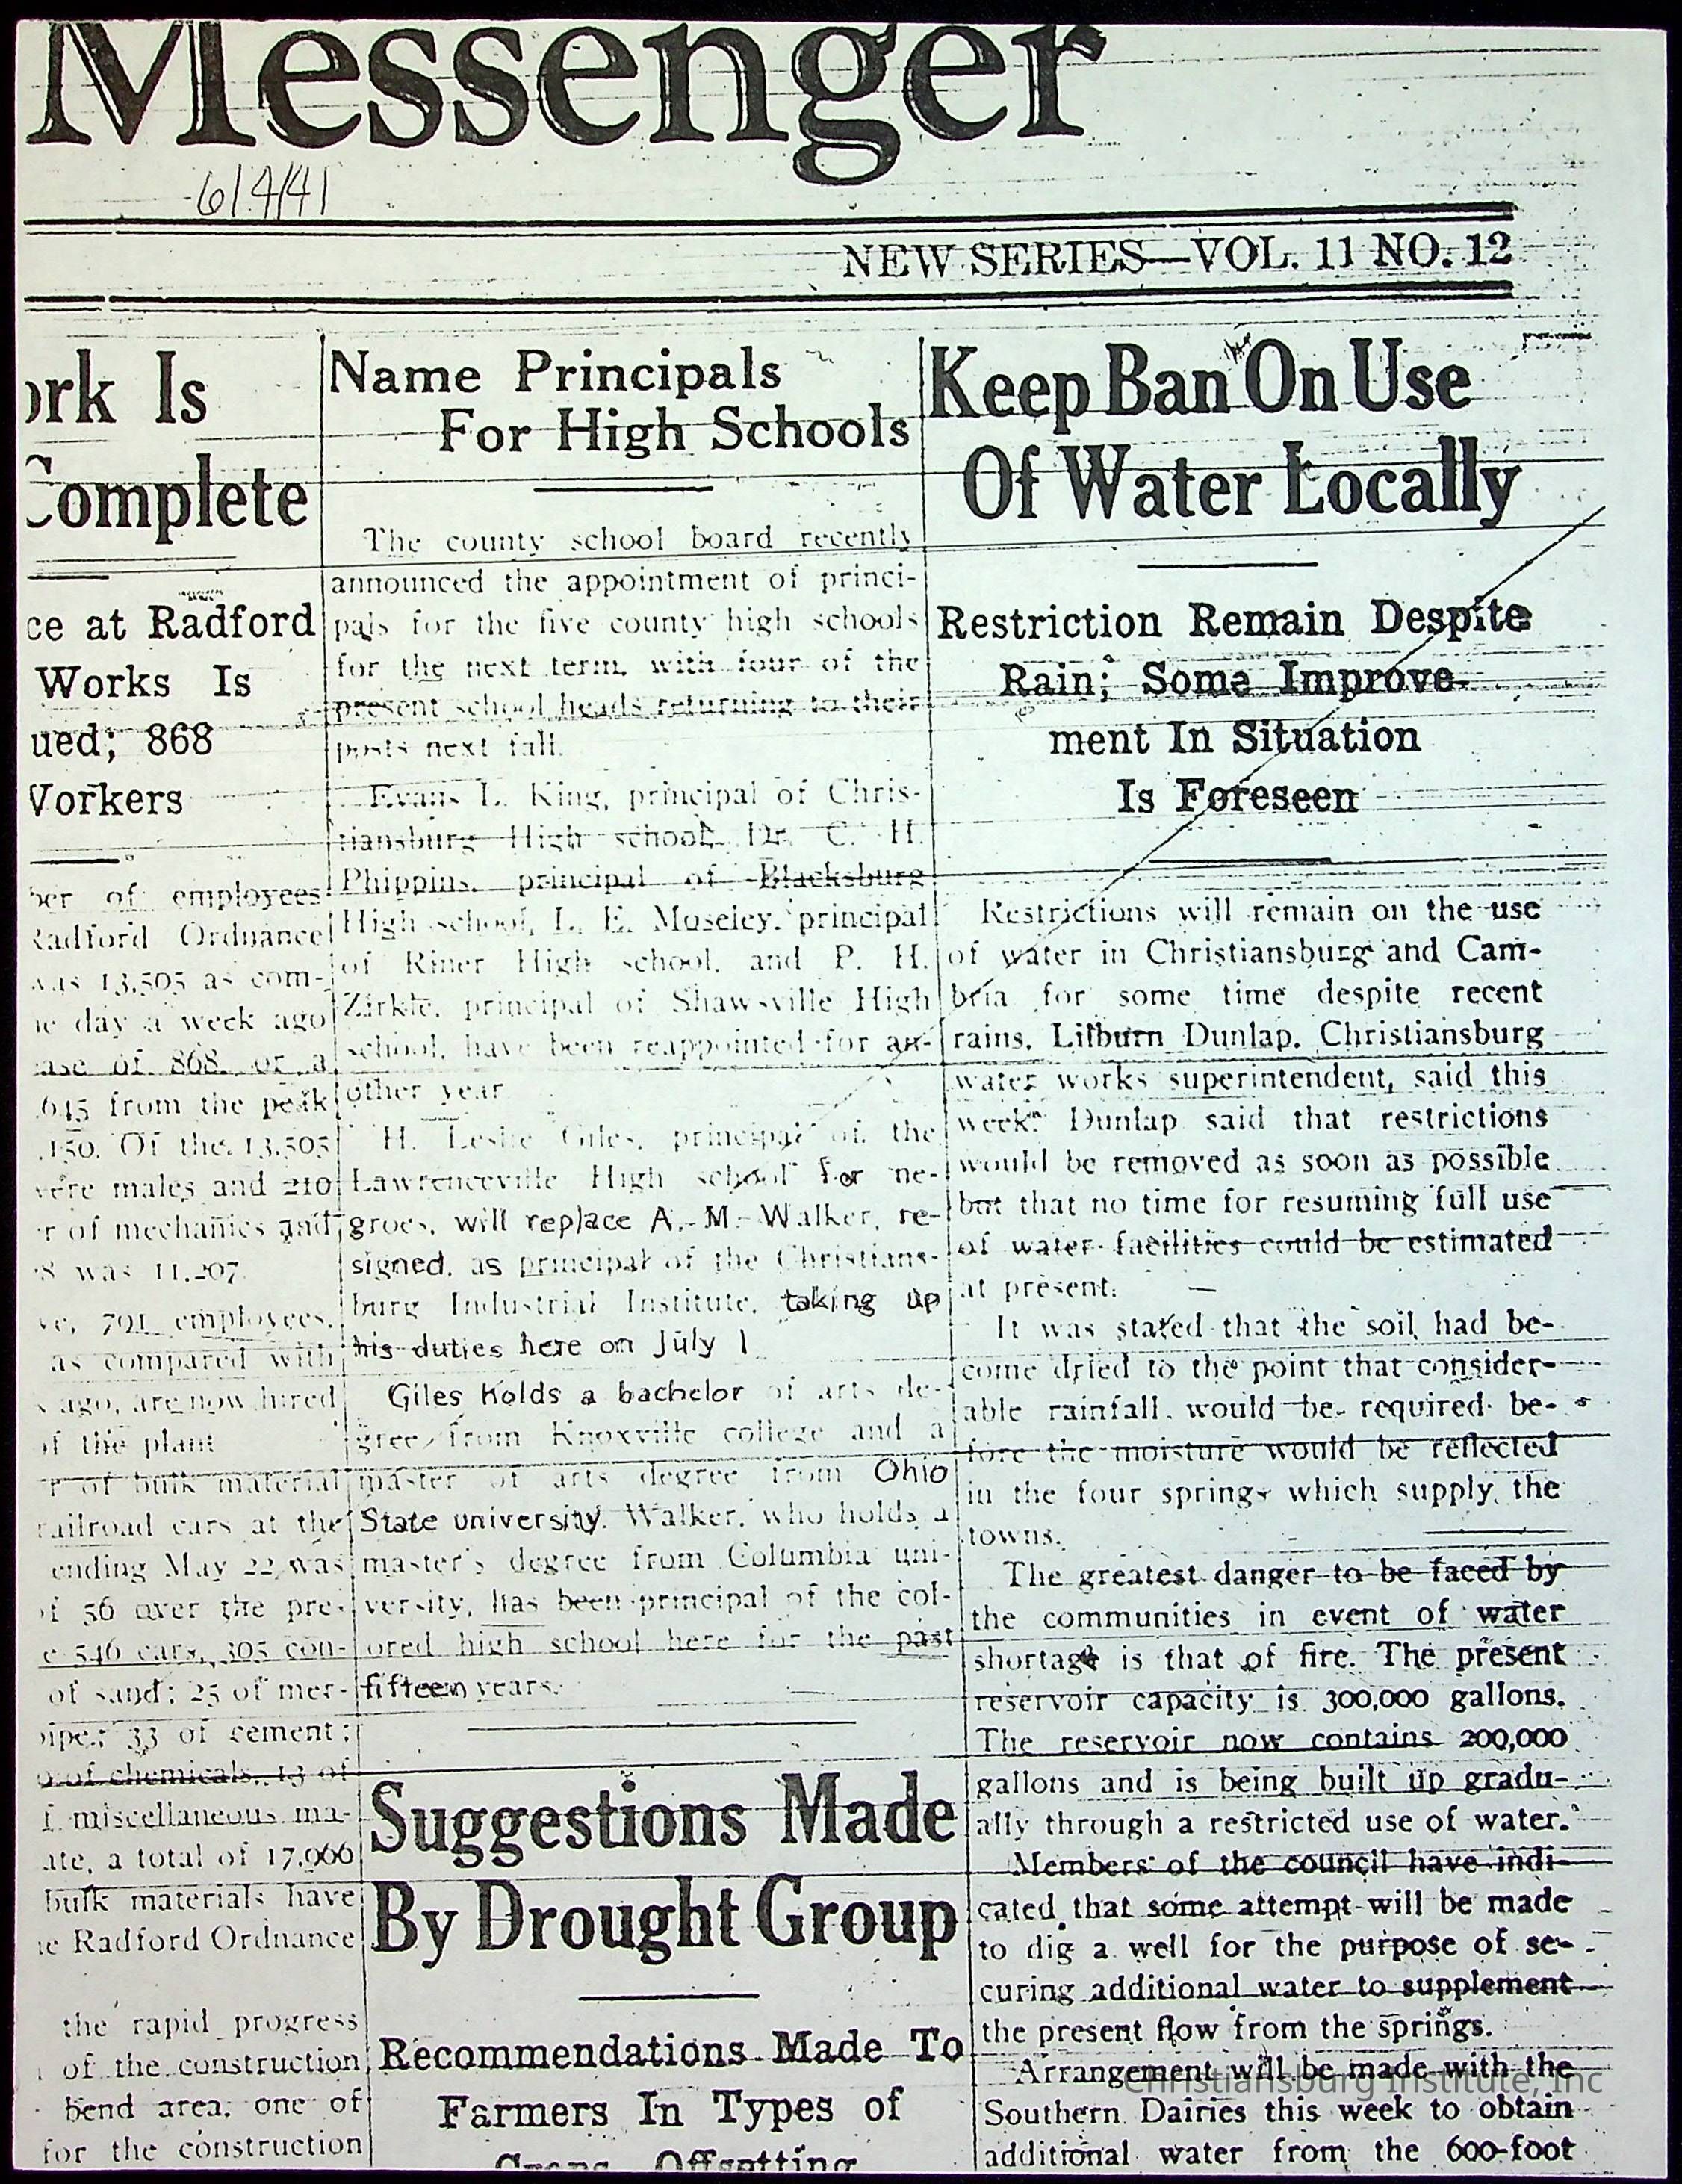 Messenger
6/4/41
NEW SERIES—VOL. 11 NO. 12
ork Is
Complete
ce at Radford
Works Is
ued; 868
Workers
ber of employees
Radford Ordnance
was 13,505 as com-
ne day a week ago
ease of 868, or a
,645 from the peak
,150. Of the 13,505
were males and 210
r of mechanics and
8 was 11,207.
ve, 791 employees,
as compared with
s ago, are now hired
of the plant
r of bulk material
railroad cars at the
ending May 22 was
of 56 over the pre-
e 546 cars, 305 con-
of sand; 25 of mer-
pipe; 33 of cement;
o of chemicals, 13 of
f miscellaneous ma-
ate, a total of 17,066
bulk materials have
e Radford Ordnance
the rapid progress
of the construction
bend area, one of
for the construction
Name Principals
For High Schools
The county school board recently
announced the appointment of princi-
pals for the five county high schools
for the next term, with four of the
present school heads returning to their
posts next fall.
Evans L. King, principal of Chris-
tiansburg High school, Dr. C. H.
Phippins, principal of Blacksburg
High school, L. E. Moseley, principal
of Riner High school, and P. H.
Zirkle, principal of Shawsville High
school, have been reappointed for an-
other year.
H. Leslie Giles, principal of the
Lawrenceville High school for ne-
groes, will replace A. M. Walker, re-
signed, as principal of the Christians-
burg Industrial Institute, taking up
his duties here on July 1
Giles holds a bachelor of arts de-
gree from Knoxville college and a
master of arts degree from Ohio
State university. Walker, who holds a
master's degree from Columbia uni-
versity, has been principal of the col-
ored high school here for the past
fifteen years.
Suggestions Made
By Drought Group
Recommendations Made To
Farmers In Types of
Crops Offsetting
Keep Ban On Use
Of Water Locally
Restriction Remain Despite
Rain; Some Improve-
ment In Situation
Is Foreseen
Restrictions will remain on the use
of water in Christiansburg and Cam-
bria for some time despite recent
rains, Lilburn Dunlap, Christiansburg
water works superintendent, said this
week. Dunlap said that restrictions
would be removed as soon as possible
but that no time for resuming full use
of water facilities could be estimated
at present.
It was stated that the soil had be-
come dried to the point that consider-
able rainfall would be required be-
fore the moisture would be reflected
in the four springs which supply the
towns.
The greatest danger to be faced by
the communities in event of water
shortage is that of fire. The present
reservoir capacity is 300,000 gallons.
The reservoir now contains 200,000
gallons and is being built up gradu-
ally through a restricted use of water.
Members of the council have indi-
cated that some attempt will be made
to dig a well for the purpose of se-
curing additional water to supplement
the present flow from the springs.
Arrangement will be made with the
Southern Dairies this week to obtain
additional water from the 600-foot
Christiansburg Institute, Inc